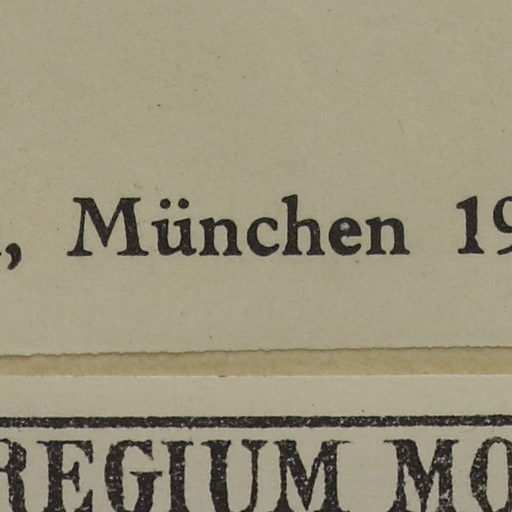 , München 19
REGIUM MO